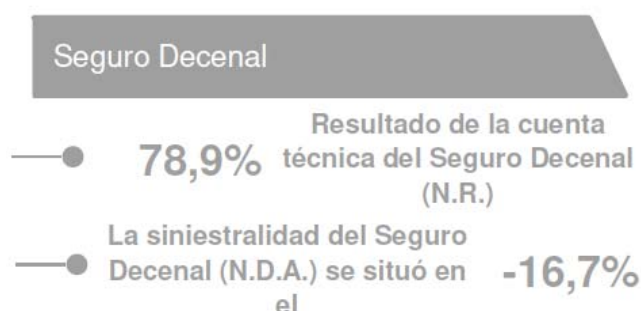 Seguro Decenal
Resultado de la cuenta
78,9% técnica del Seguro Decenal
(N.R.)
La siniestralidad del Seguro
Decenal (N.D.A.) se situó en -16,7%
el